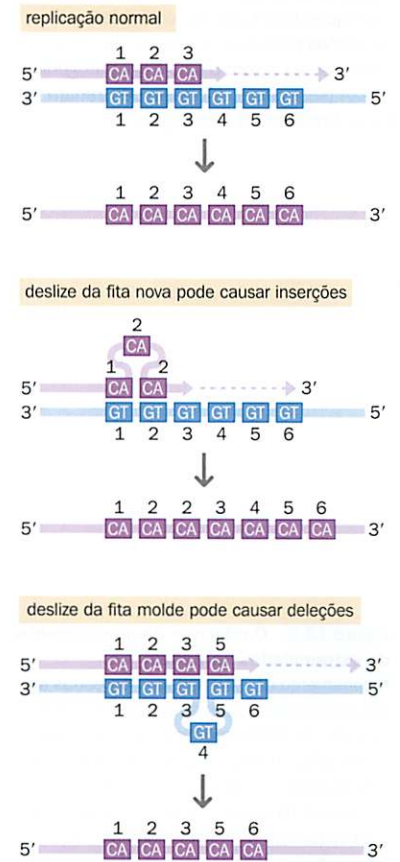 replicação normal
1 2 3
5′ CA CA CA 3′
3′ GT GT GT GT GT GT 5′
1 2 3 4 5 6
1 2 3 4 5 6
5′ CA CA CA CA CA CA 3′
deslize da fita nova pode causar inserções
2
CA
1 2
5′ CA CA 3′
3′ GT GT GT GT GT GT 5′
1 2 3 4 5 6
1 2 2 3 4 5 6
5′ CA CA CA CA CA CA CA 3′
deslize da fita molde pode causar deleções
1 2 3 5
5′ CA CA CA CA 3′
3′ GT GT GT GT GT 5′
1 2 3 5 6
GT
4
1 2 3 5 6
5′ CA CA CA CA CA 3′